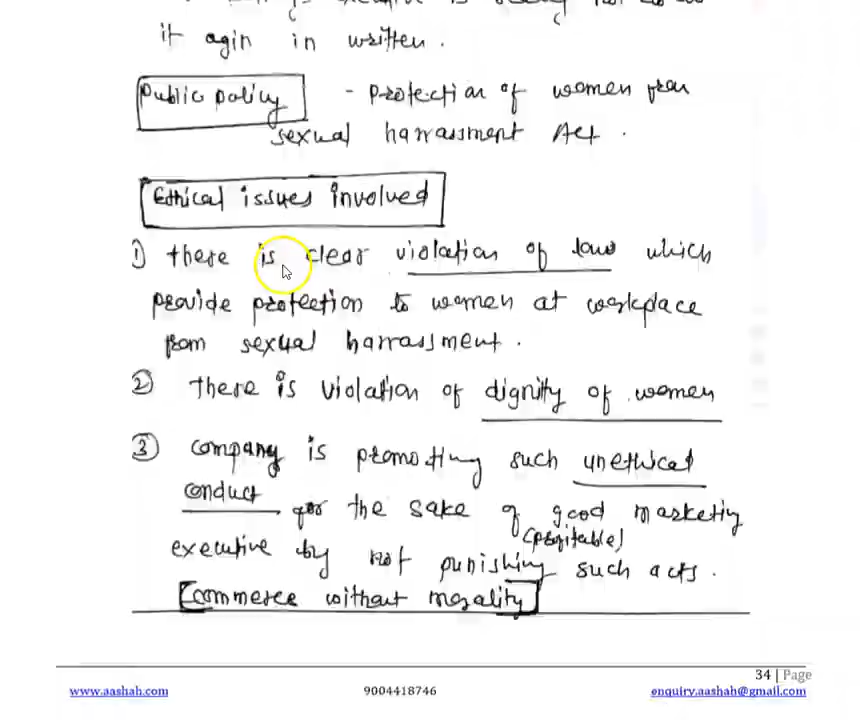 it agin in written.
Public policy - protection of women from
sexual harrassment Act.
Ethical issues involved
1) there is clear violation of law which
provide protection to women at workplace
from sexual harrassment.
2) there is violation of dignity of women
3) company is promoting such unethical
conduct for the sake of good marketing
(profitable)
executive by not punishing such acts.
[commerce without morality]
34 | Page
www.aashah.com 9004418746 enquiry.aashah@gmail.com